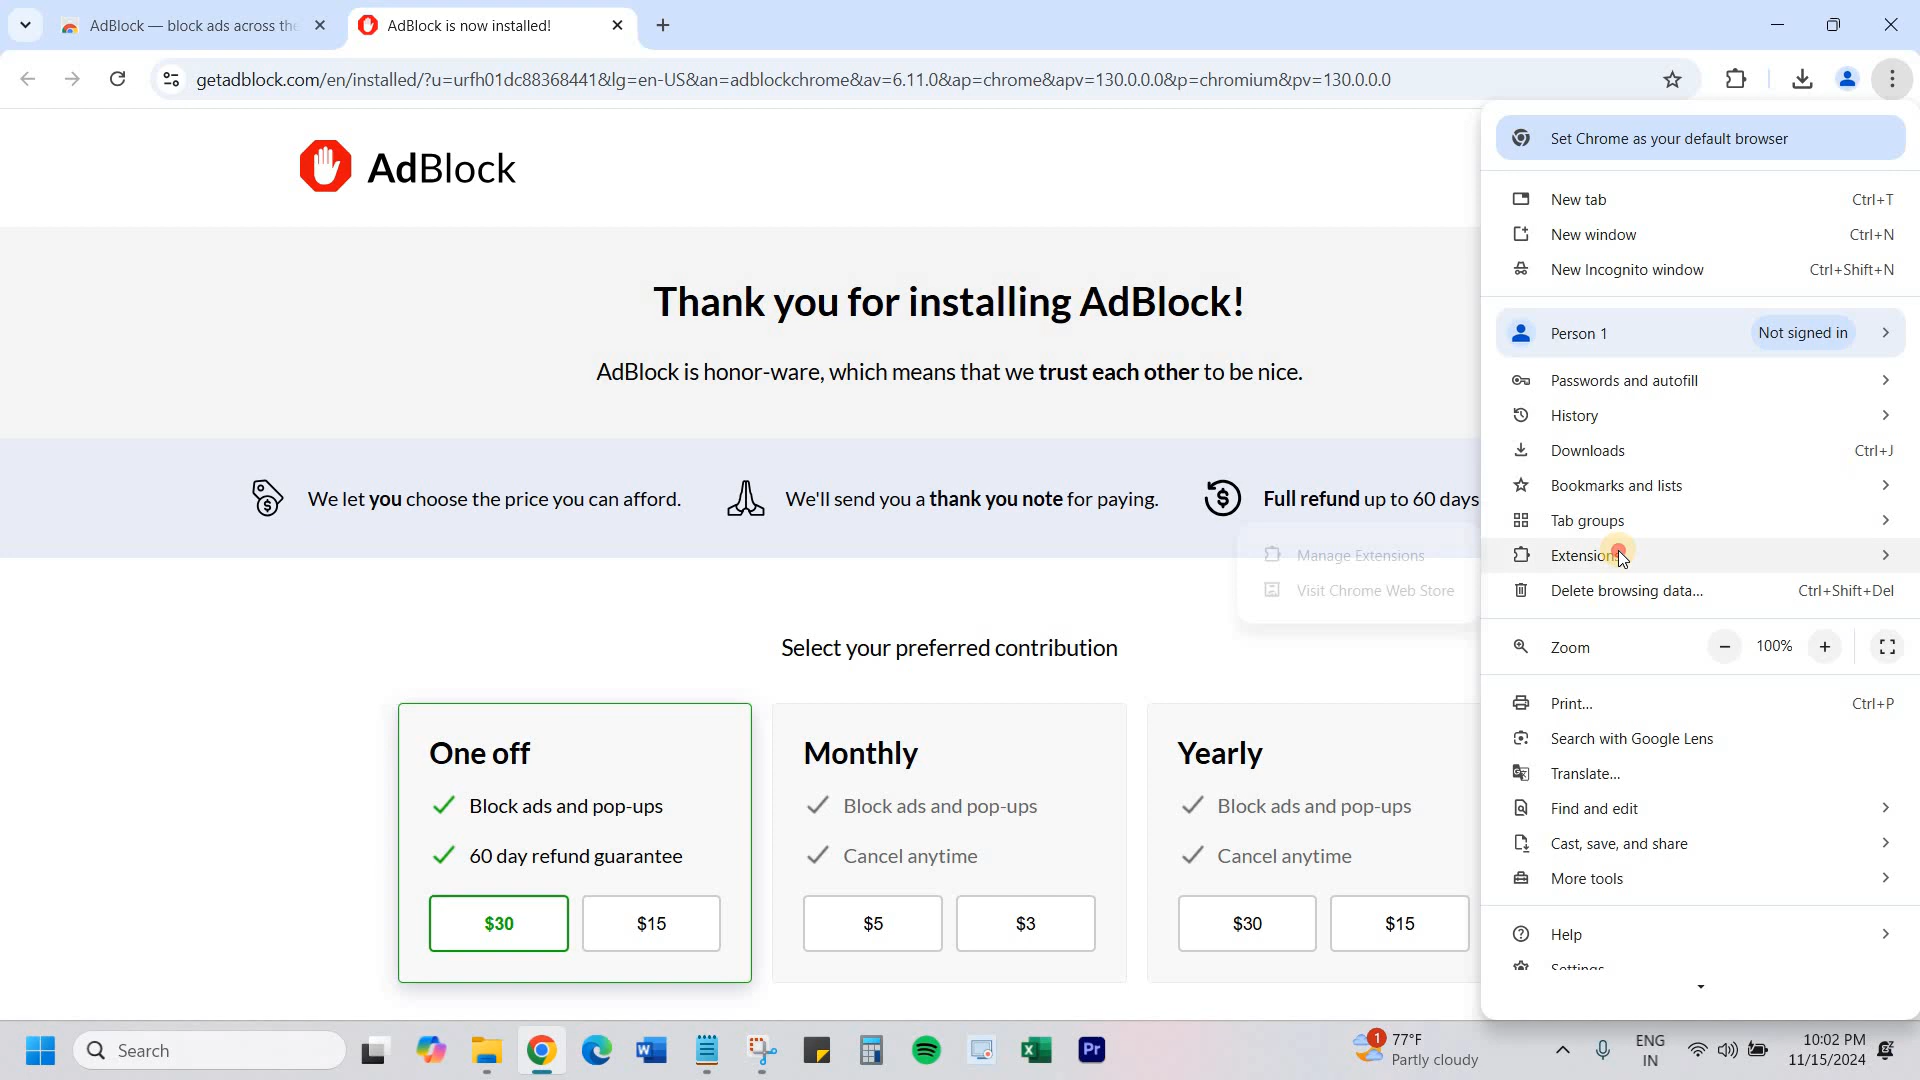 AdBlock — block ads across the
AdBlock is now installed!
getadblock.com/en/installed/?u=urfh01dc88368441&lg=en-US&an=adblockchrome&av=6.11.0&ap=chrome&apv=130.0.0.0&p=chromium&pv=130.0.0.0
AdBlock
Thank you for installing AdBlock!
AdBlock is honor-ware, which means that we trust each other to be nice.
We let you choose the price you can afford.
We'll send you a thank you note for paying.
Full refund up to 60 days
Select your preferred contribution
One off
Block ads and pop-ups
60 day refund guarantee
$30 $15
Monthly
Block ads and pop-ups
Cancel anytime
$5 $3
Yearly
Block ads and pop-ups
Cancel anytime
$30 $15
Manage Extensions
Visit Chrome Web Store
Set Chrome as your default browser
New tab Ctrl+T
New window Ctrl+N
New Incognito window Ctrl+Shift+N
Person 1 Not signed in
Passwords and autofill
History
Downloads Ctrl+J
Bookmarks and lists
Tab groups
Extensions
Delete browsing data... Ctrl+Shift+Del
Zoom − 100% +
Print... Ctrl+P
Search with Google Lens
Translate...
Find and edit
Cast, save, and share
More tools
Help
Settings
Search
1
77°F
Partly cloudy
ENG
IN
10:02 PM
11/15/2024